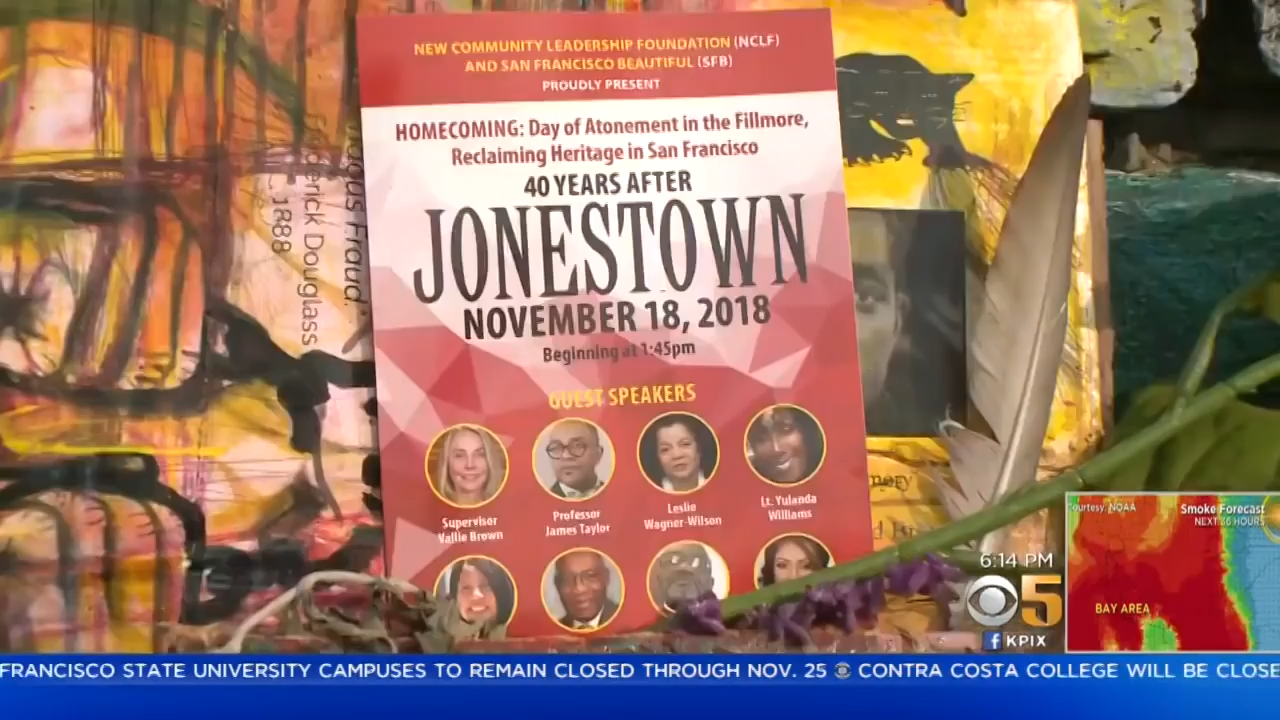 NEW COMMUNITY LEADERSHIP FOUNDATION (NCLF)
AND SAN FRANCISCO BEAUTIFUL (SFB)
PROUDLY PRESENT
HOMECOMING: Day of Atonement in the Fillmore,
Reclaiming Heritage in San Francisco
40 YEARS AFTER
JONESTOWN
NOVEMBER 18, 2018
Beginning at 1:45pm
GUEST SPEAKERS
Supervisor
Vallie Brown
Professor
James Taylor
Leslie
Wagner-Wilson
Lt. Yulanda
Williams
Fraud.
erick Douglass
1888
courtesy: NOAA
Smoke Forecast
NEXT 36 HOURS
BAY AREA
6:14 PM
5
f KPIX
FRANCISCO STATE UNIVERSITY CAMPUSES TO REMAIN CLOSED THROUGH NOV. 25 CONTRA COSTA COLLEGE WILL BE CLOSE